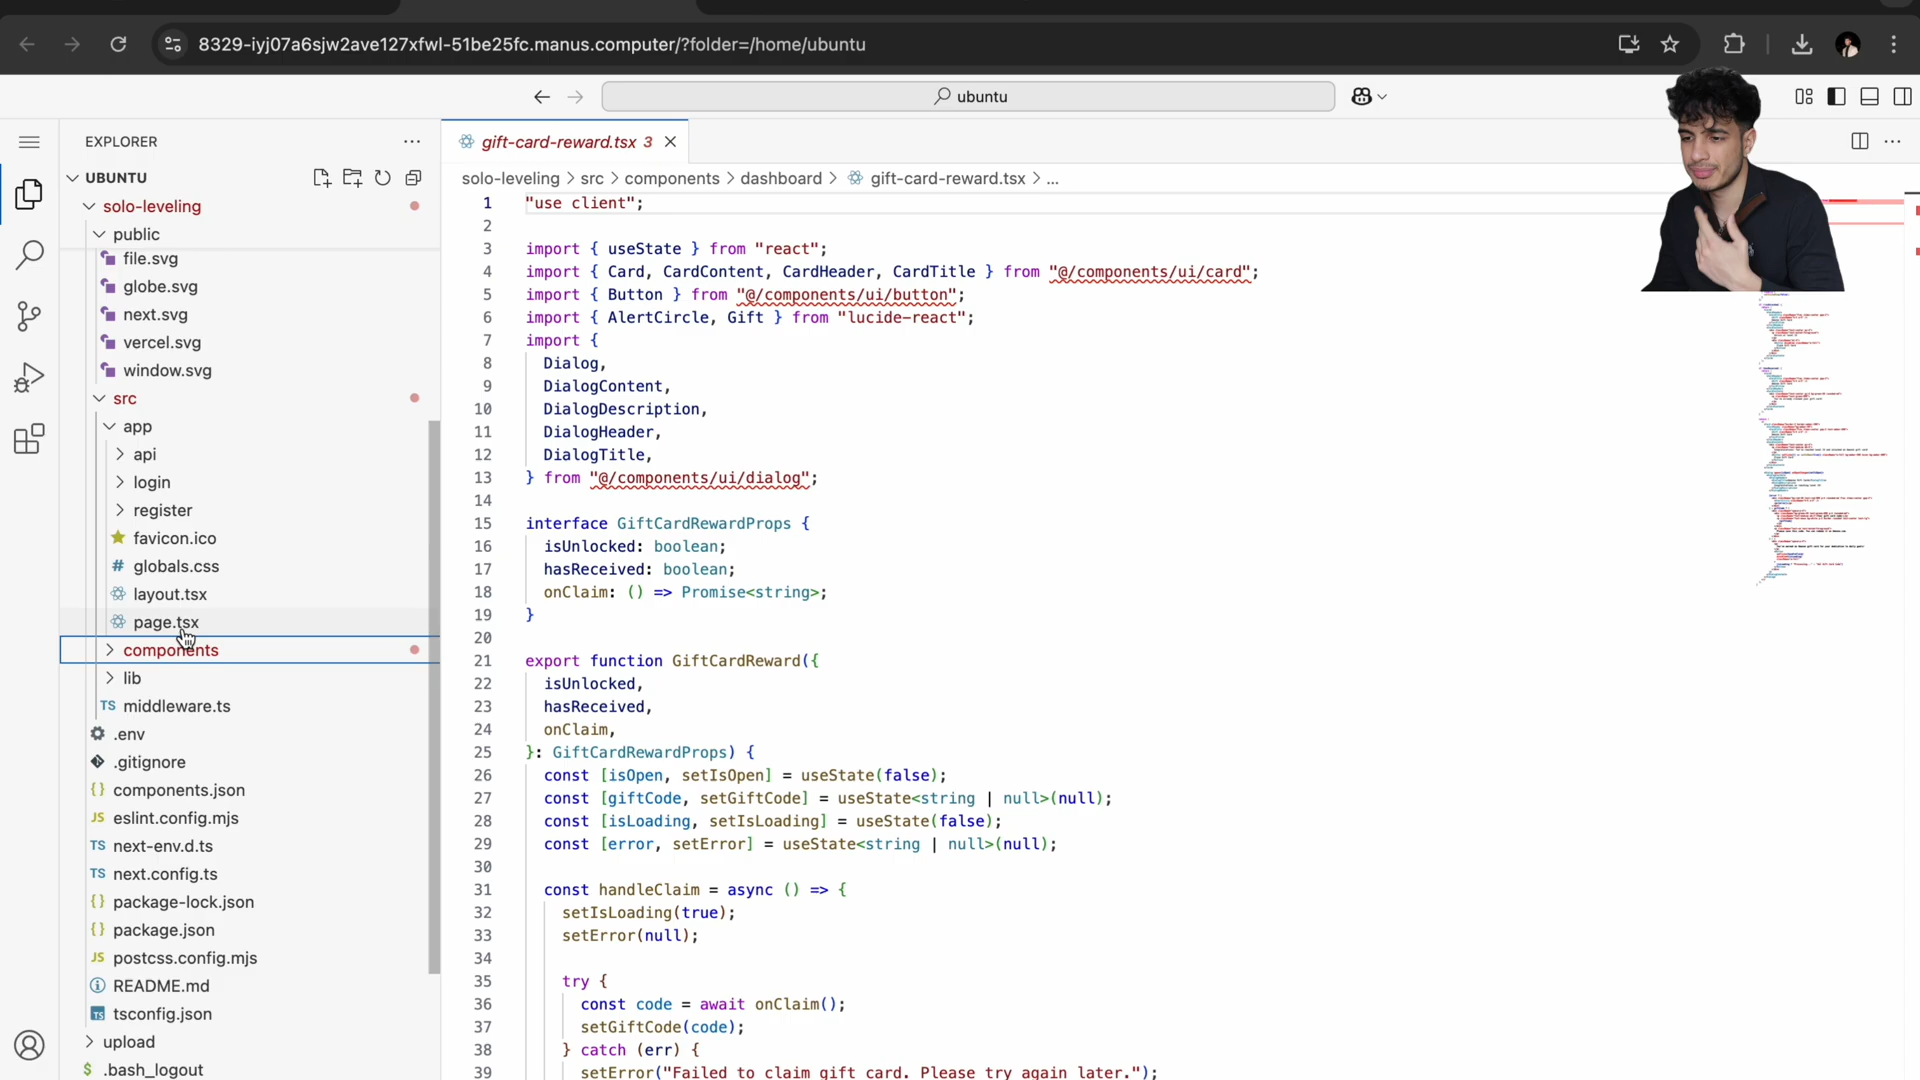 8329-iyj07a6sjw2ave127xfwl-51be25fc.manus.computer/?folder=/home/ubuntu
ubuntu
EXPLORER
UBUNTU
solo-leveling
public
file.svg
globe.svg
next.svg
vercel.svg
window.svg
src
app
api
login
register
favicon.ico
# globals.css
layout.tsx
page.tsx
components
lib
TS middleware.ts
.env
.gitignore
{} components.json
JS eslint.config.mjs
TS next-env.d.ts
TS next.config.ts
{} package-lock.json
{} package.json
JS postcss.config.mjs
README.md
TS tsconfig.json
upload
$ .bash_logout
gift-card-reward.tsx 3
solo-leveling > src > components > dashboard > gift-card-reward.tsx > ...
1 "use client";
2
3 import { useState } from "react";
4 import { Card, CardContent, CardHeader, CardTitle } from "@/components/ui/card";
5 import { Button } from "@/components/ui/button";
6 import { AlertCircle, Gift } from "lucide-react";
7 import {
8 Dialog,
9 DialogContent,
10 DialogDescription,
11 DialogHeader,
12 DialogTitle,
13 } from "@/components/ui/dialog";
14
15 interface GiftCardRewardProps {
16 isUnlocked: boolean;
17 hasReceived: boolean;
18 onClaim: () => Promise<string>;
19 }
20
21 export function GiftCardReward({
22 isUnlocked,
23 hasReceived,
24 onClaim,
25 }: GiftCardRewardProps) {
26 const [isOpen, setIsOpen] = useState(false);
27 const [giftCode, setGiftCode] = useState<string | null>(null);
28 const [isLoading, setIsLoading] = useState(false);
29 const [error, setError] = useState<string | null>(null);
30
31 const handleClaim = async () => {
32 setIsLoading(true);
33 setError(null);
34
35 try {
36 const code = await onClaim();
37 setGiftCode(code);
38 } catch (err) {
39 setError("Failed to claim gift card. Please try again later.");